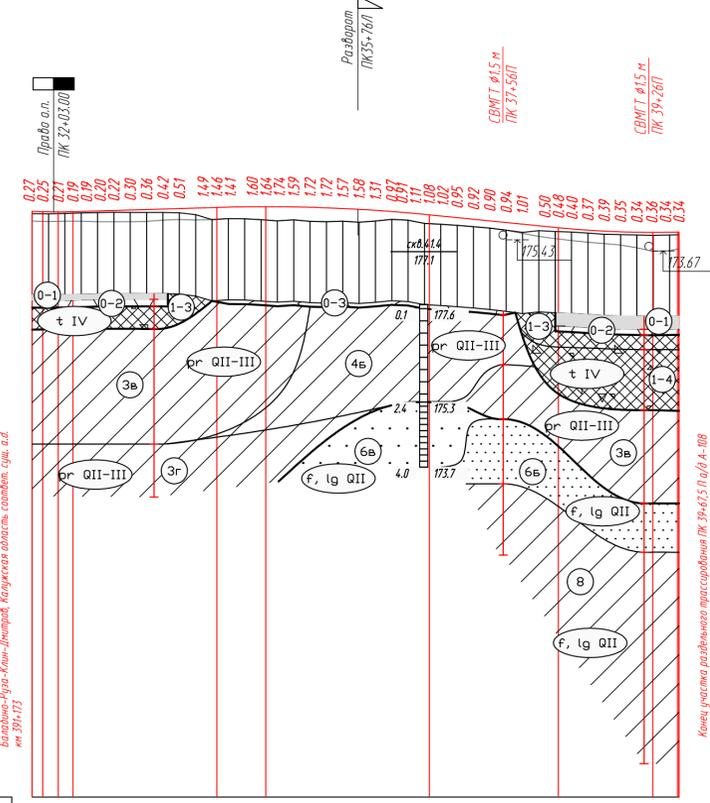 Разворот
ПК35+76Л
СВМГТ ø1,5 м
ПК 37+56П
СВМГТ ø1,5 м
ПК 39+26П
Право а.п.
ПК 32+03.00
0.27
0.25
0.21
0.19
0.19
0.20
0.22
0.30
0.36
0.42
0.51
1.49
1.46
1.41
1.60
1.64
1.74
1.59
1.72
1.72
1.57
1.58
1.31
0.97
0.91
1.11
1.08
1.02
0.95
0.92
0.90
0.94
1.01
0.50
0.48
0.40
0.37
0.39
0.35
0.34
0.36
0.34
0.34
скв.41.4
177.1
175.43
173.67
0-1
0-2
1-3
t IV
0-3
0.1
177.6
1-3
0-2
0-1
pr QII-III
pr QII-III
4б
3в
t IV
1-4
2.4
175.3
pr QII-III
3в
6в
pr QII-III
3г
f, lg QII
4.0
173.7
6б
f, lg QII
8
f, lg QII
Балабино-Руза-Клин-Дмитров, Калужская область соответ. сущ. а.д.
км 391+173
Конец участка раздельного трассирования ПК 39+67,5 П а/д А-108